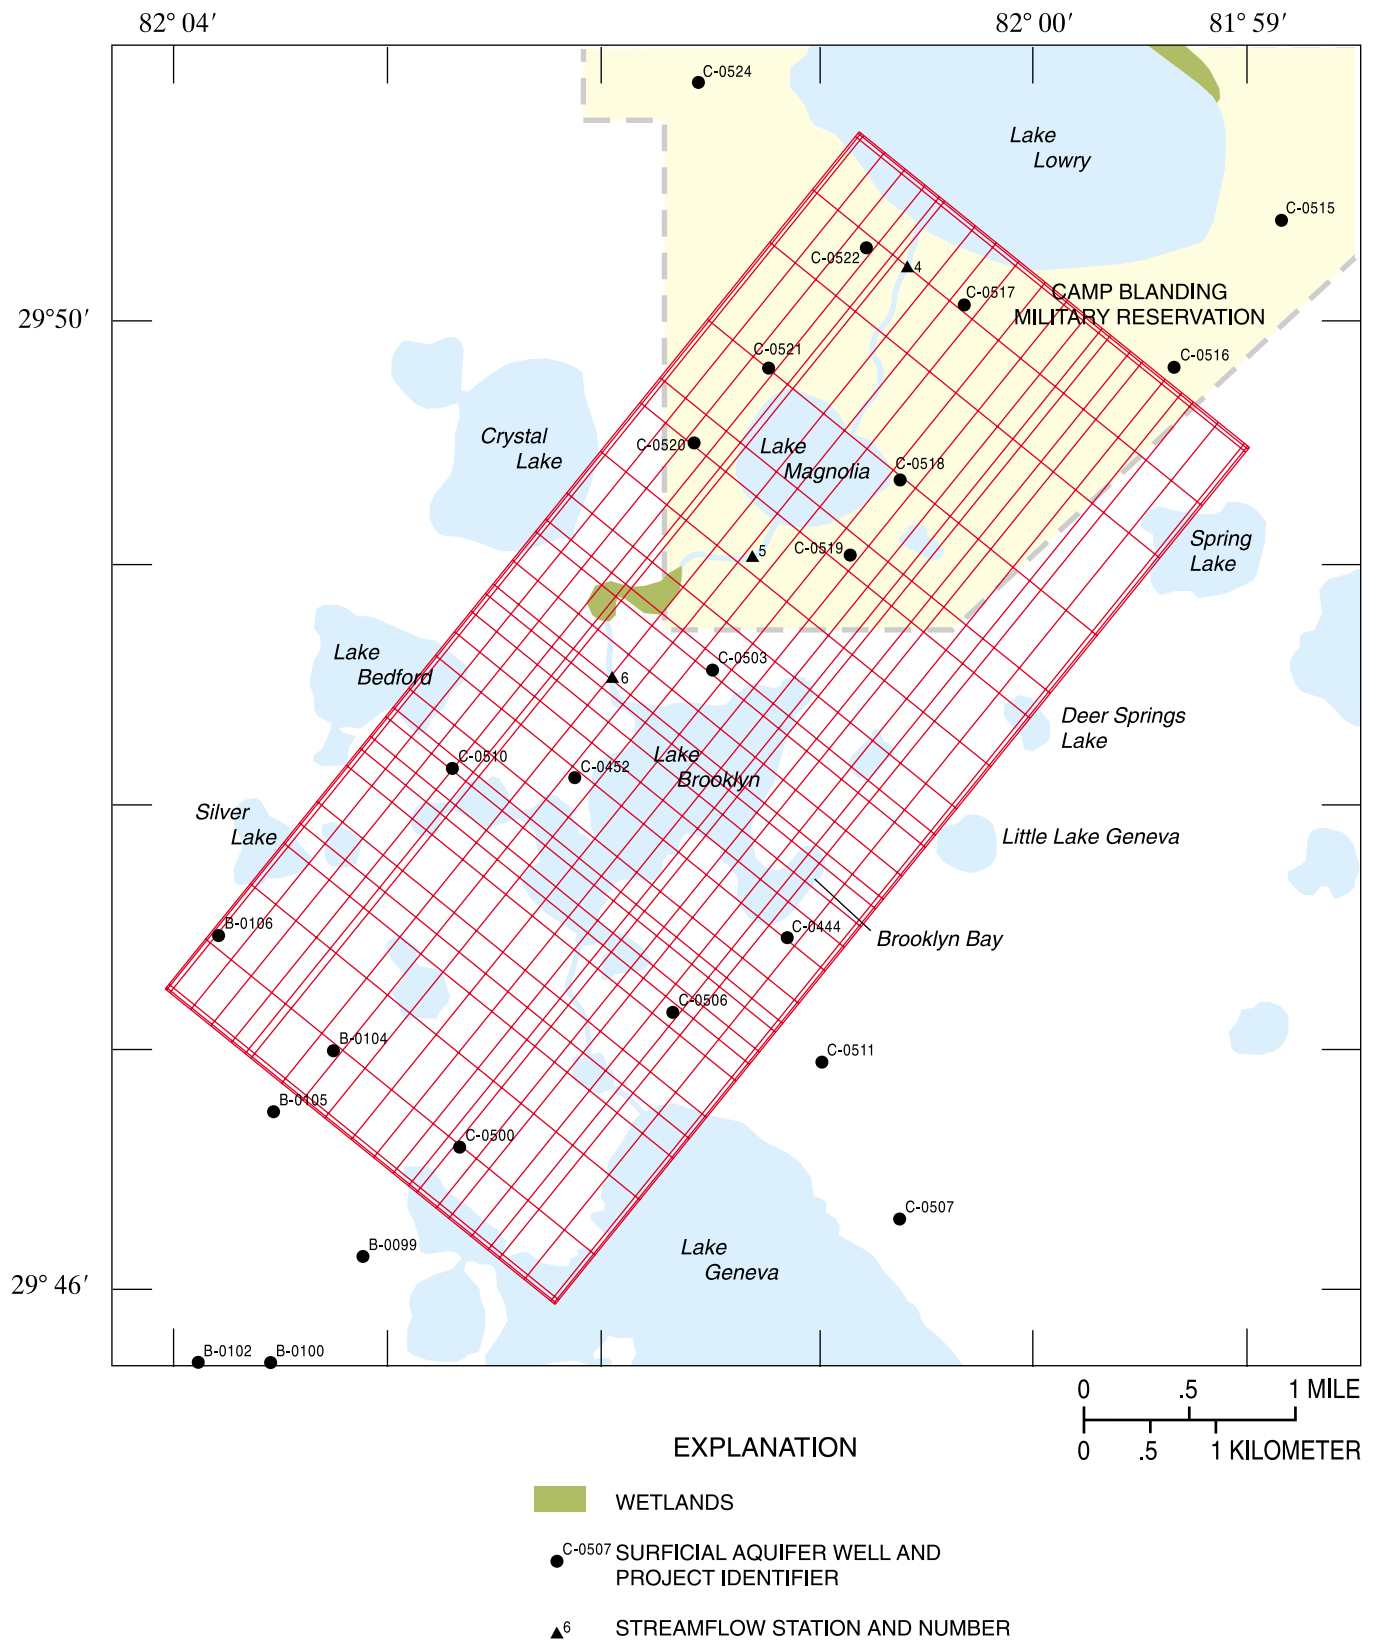 82° 04′
82° 00′
81° 59′
C-0524
Lake
Lowry
C-0515
C-0522
4
C-0517
CAMP BLANDING
MILITARY RESERVATION
29°50′
C-0521
C-0516
Crystal
Lake
C-0520
Lake
Magnolia
C-0518
5
C-0519
Spring
Lake
Lake
Bedford
C-0503
6
Deer Springs
Lake
C-0510
C-0452
Lake
Brooklyn
Silver
Lake
Little Lake Geneva
B-0106
C-0444
Brooklyn Bay
C-0506
B-0104
C-0511
B-0105
C-0500
C-0507
B-0099
Lake
Geneva
29° 46′
B-0102
B-0100
0 .5 1 MILE
0 .5 1 KILOMETER
EXPLANATION
WETLANDS
C-0507 SURFICIAL AQUIFER WELL AND
PROJECT IDENTIFIER
6 STREAMFLOW STATION AND NUMBER